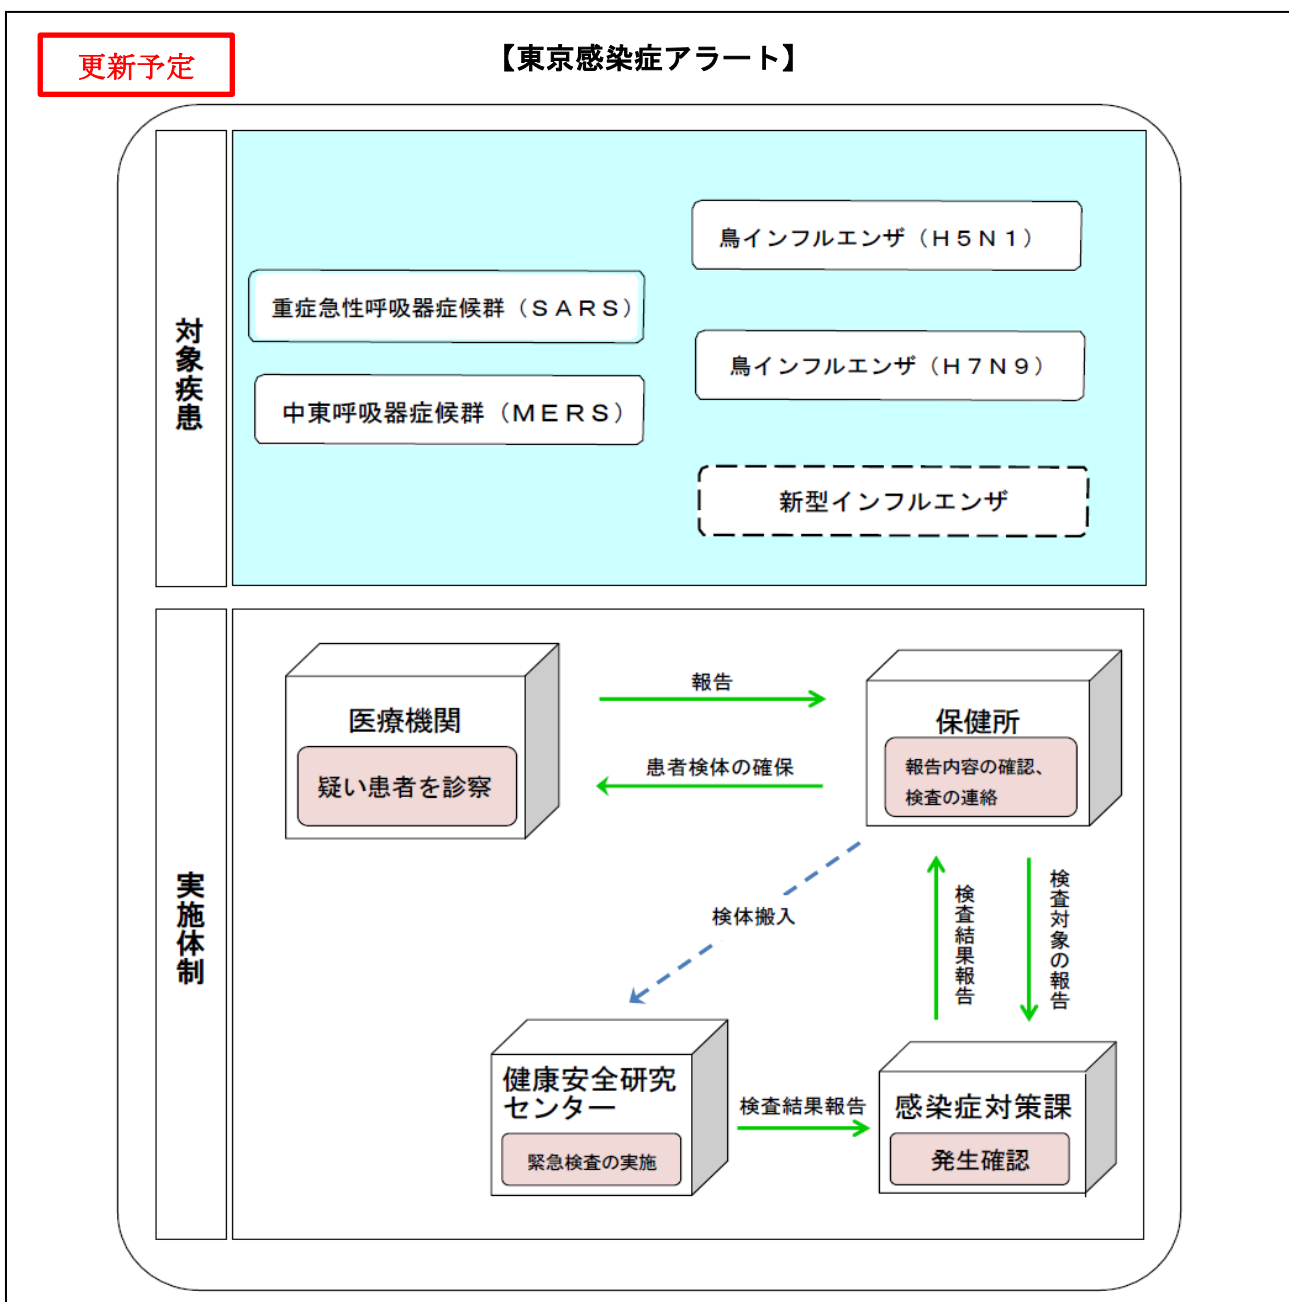 更新予定
【東京感染症アラート】
対象疾患
鳥インフルエンザ（Ｈ５Ｎ１）
重症急性呼吸器症候群（ＳＡＲＳ）
鳥インフルエンザ（Ｈ７Ｎ９）
中東呼吸器症候群（ＭＥＲＳ）
新型インフルエンザ
実施体制
医療機関
疑い患者を診察
報告
患者検体の確保
保健所
報告内容の確認、
検査の連絡
検体搬入
検査結果報告
検査対象の報告
健康安全研究
センター
緊急検査の実施
検査結果報告
感染症対策課
発生確認